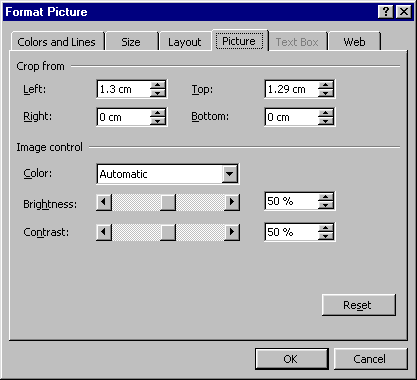 Format Picture
Colors and Lines Size Layout Picture Text Box Web
Crop from
Left: 1.3 cm Top: 1.29 cm
Right: 0 cm Bottom: 0 cm
Image control
Color: Automatic
Brightness: 50 %
Contrast: 50 %
Reset
OK Cancel